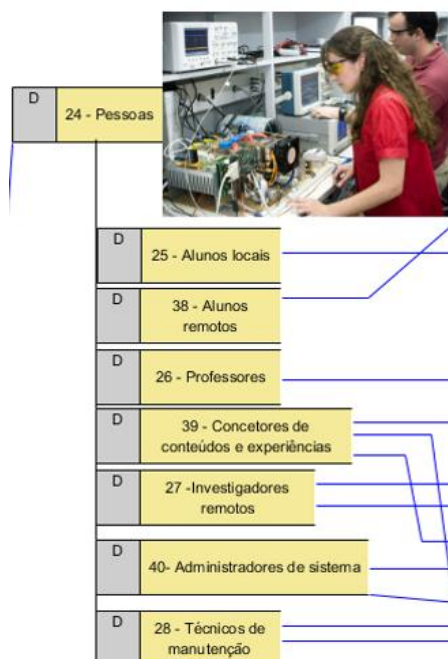 D
24 - Pessoas
D
25 - Alunos locais
D
38 - Alunos
remotos
D
26 - Professores
D
39 - Concetores de
conteúdos e experiências
D
27 -Investigadores
remotos
D
40- Administradores de sistema
D
28 - Técnicos de
manutenção